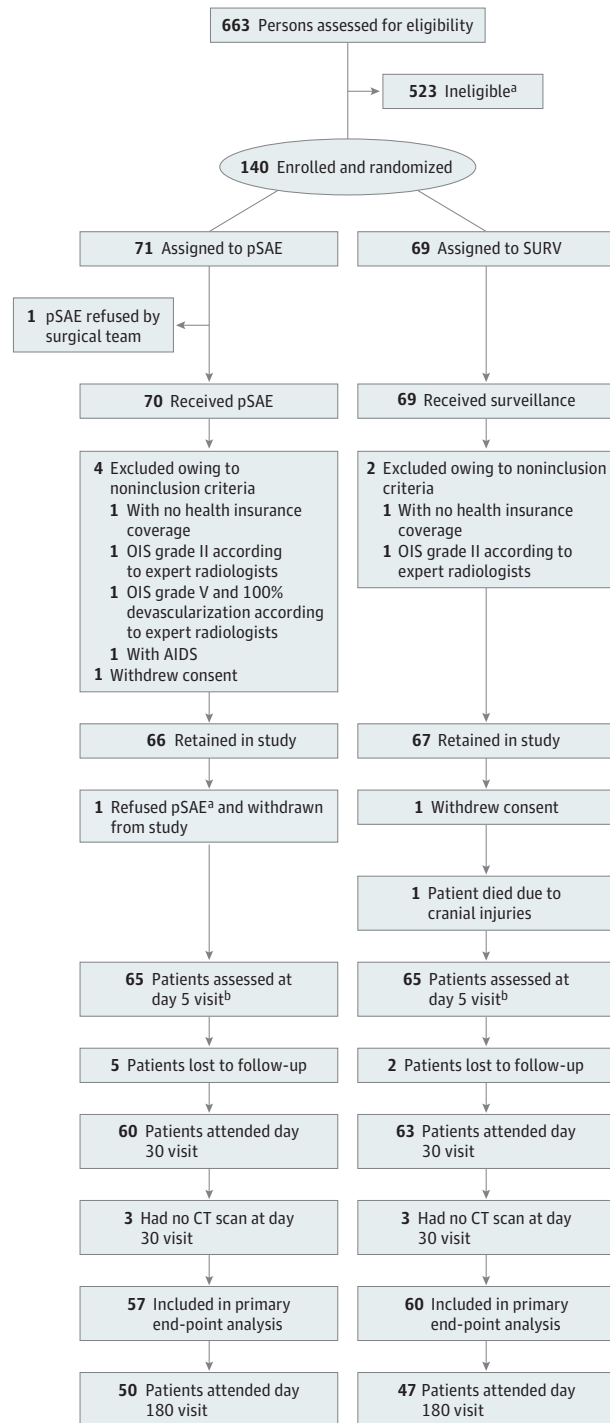 663 Persons assessed for eligibility
523 Ineligibleᵃ
140 Enrolled and randomized
71 Assigned to pSAE
69 Assigned to SURV
1 pSAE refused by
surgical team
70 Received pSAE
69 Received surveillance
4 Excluded owing to
noninclusion criteria
1 With no health insurance
coverage
1 OIS grade II according
to expert radiologists
1 OIS grade V and 100%
devascularization according
to expert radiologists
1 With AIDS
1 Withdrew consent
2 Excluded owing to noninclusion
criteria
1 With no health insurance
coverage
1 OIS grade II according to
expert radiologists
66 Retained in study
67 Retained in study
1 Refused pSAEᵃ and withdrawn
from study
1 Withdrew consent
1 Patient died due to
cranial injuries
65 Patients assessed at
day 5 visitᵇ
65 Patients assessed at
day 5 visitᵇ
5 Patients lost to follow-up
2 Patients lost to follow-up
60 Patients attended day
30 visit
63 Patients attended day
30 visit
3 Had no CT scan at day
30 visit
3 Had no CT scan at day
30 visit
57 Included in primary
end-point analysis
60 Included in primary
end-point analysis
50 Patients attended day
180 visit
47 Patients attended day
180 visit